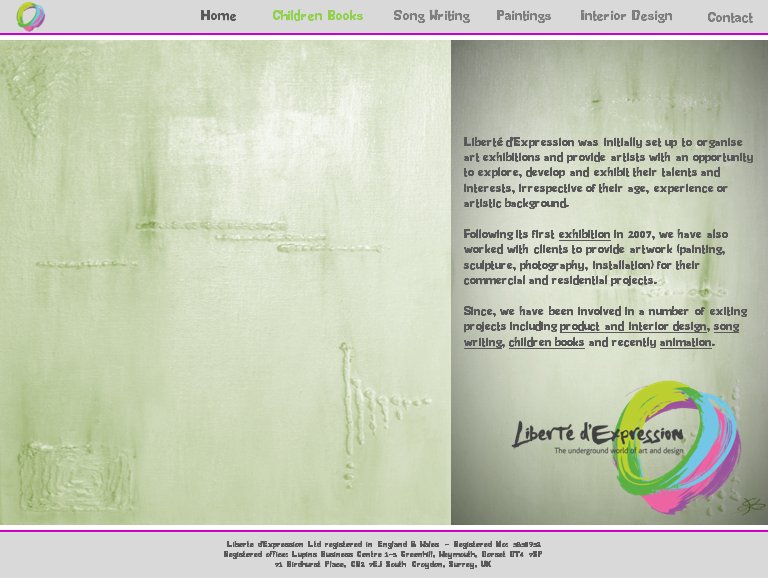 Home Children Books Song Writing Paintings Interior Design Contact
Liberté d'Expression was initially set up to organise
art exhibitions and provide artists with an opportunity
to explore, develop and exhibit their talents and
interests, irrespective of their age, experience or
artistic background.
Following its first exhibition in 2007, we have also
worked with clients to provide artwork (painting,
sculpture, photography, installation) for their
commercial and residential projects.
Since, we have been involved in a number of exiting
projects including product and interior design, song
writing, children books and recently animation.
Liberté d'Expression
The underground world of art and design
Liberte d'Expression Ltd registered in England & Wales - Registered No:
Registered office: Lupins Business Centre 1-3 Greenhill, Weymouth, Dorset DT4 7SP
71 Birdhurst Place, CR2 7EJ South Croydon, Surrey, UK